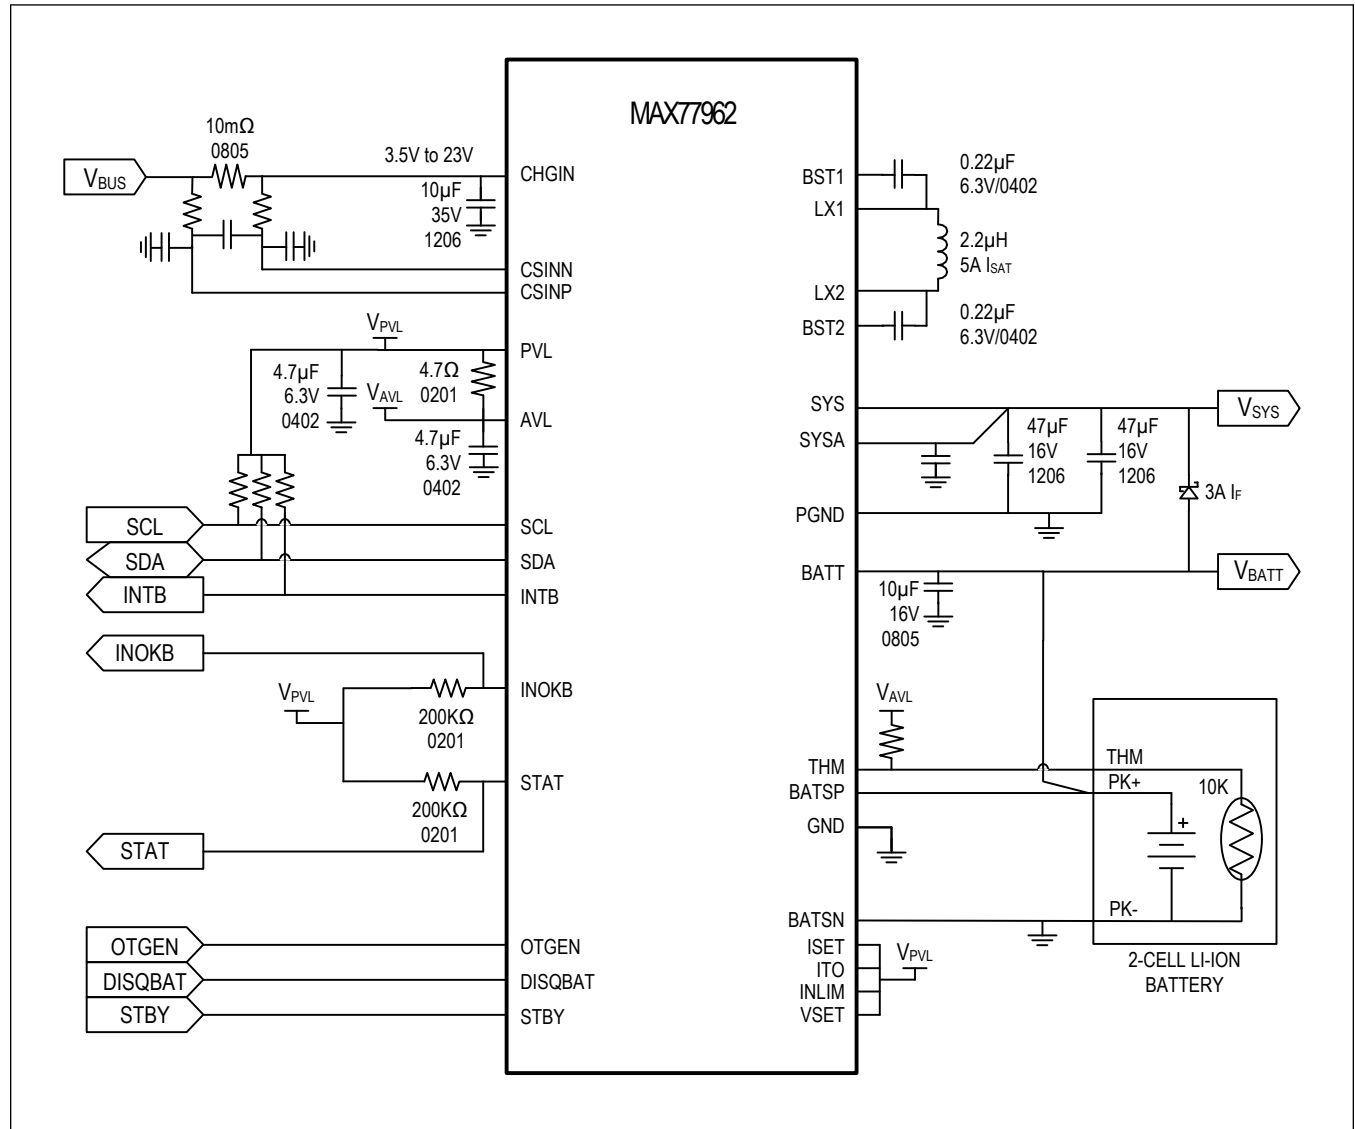 MAX77962
10mΩ
0805
VBUS
3.5V to 23V
CHGIN
10µF
35V
1206
CSINN
CSINP
VPVL
PVL
4.7µF
6.3V
0402
4.7Ω
0201
VAVL
AVL
4.7µF
6.3V
0402
SCL
SCL
SDA
SDA
INTB
INTB
INOKB
INOKB
VPVL
200KΩ
0201
STAT
200KΩ
0201
STAT
OTGEN
OTGEN
DISQBAT
DISQBAT
STBY
STBY
BST1
0.22µF
6.3V/0402
LX1
2.2µH
5A ISAT
LX2
BST2
0.22µF
6.3V/0402
SYS
VSYS
SYSA
47µF
16V
1206
47µF
16V
1206
3A IF
PGND
BATT
VBATT
10µF
16V
0805
VAVL
THM
THM
BATSP
PK+
10K
+
GND
BATSN
PK-
ISET
ITO
INLIM
VSET
VPVL
2-CELL LI-ION
BATTERY